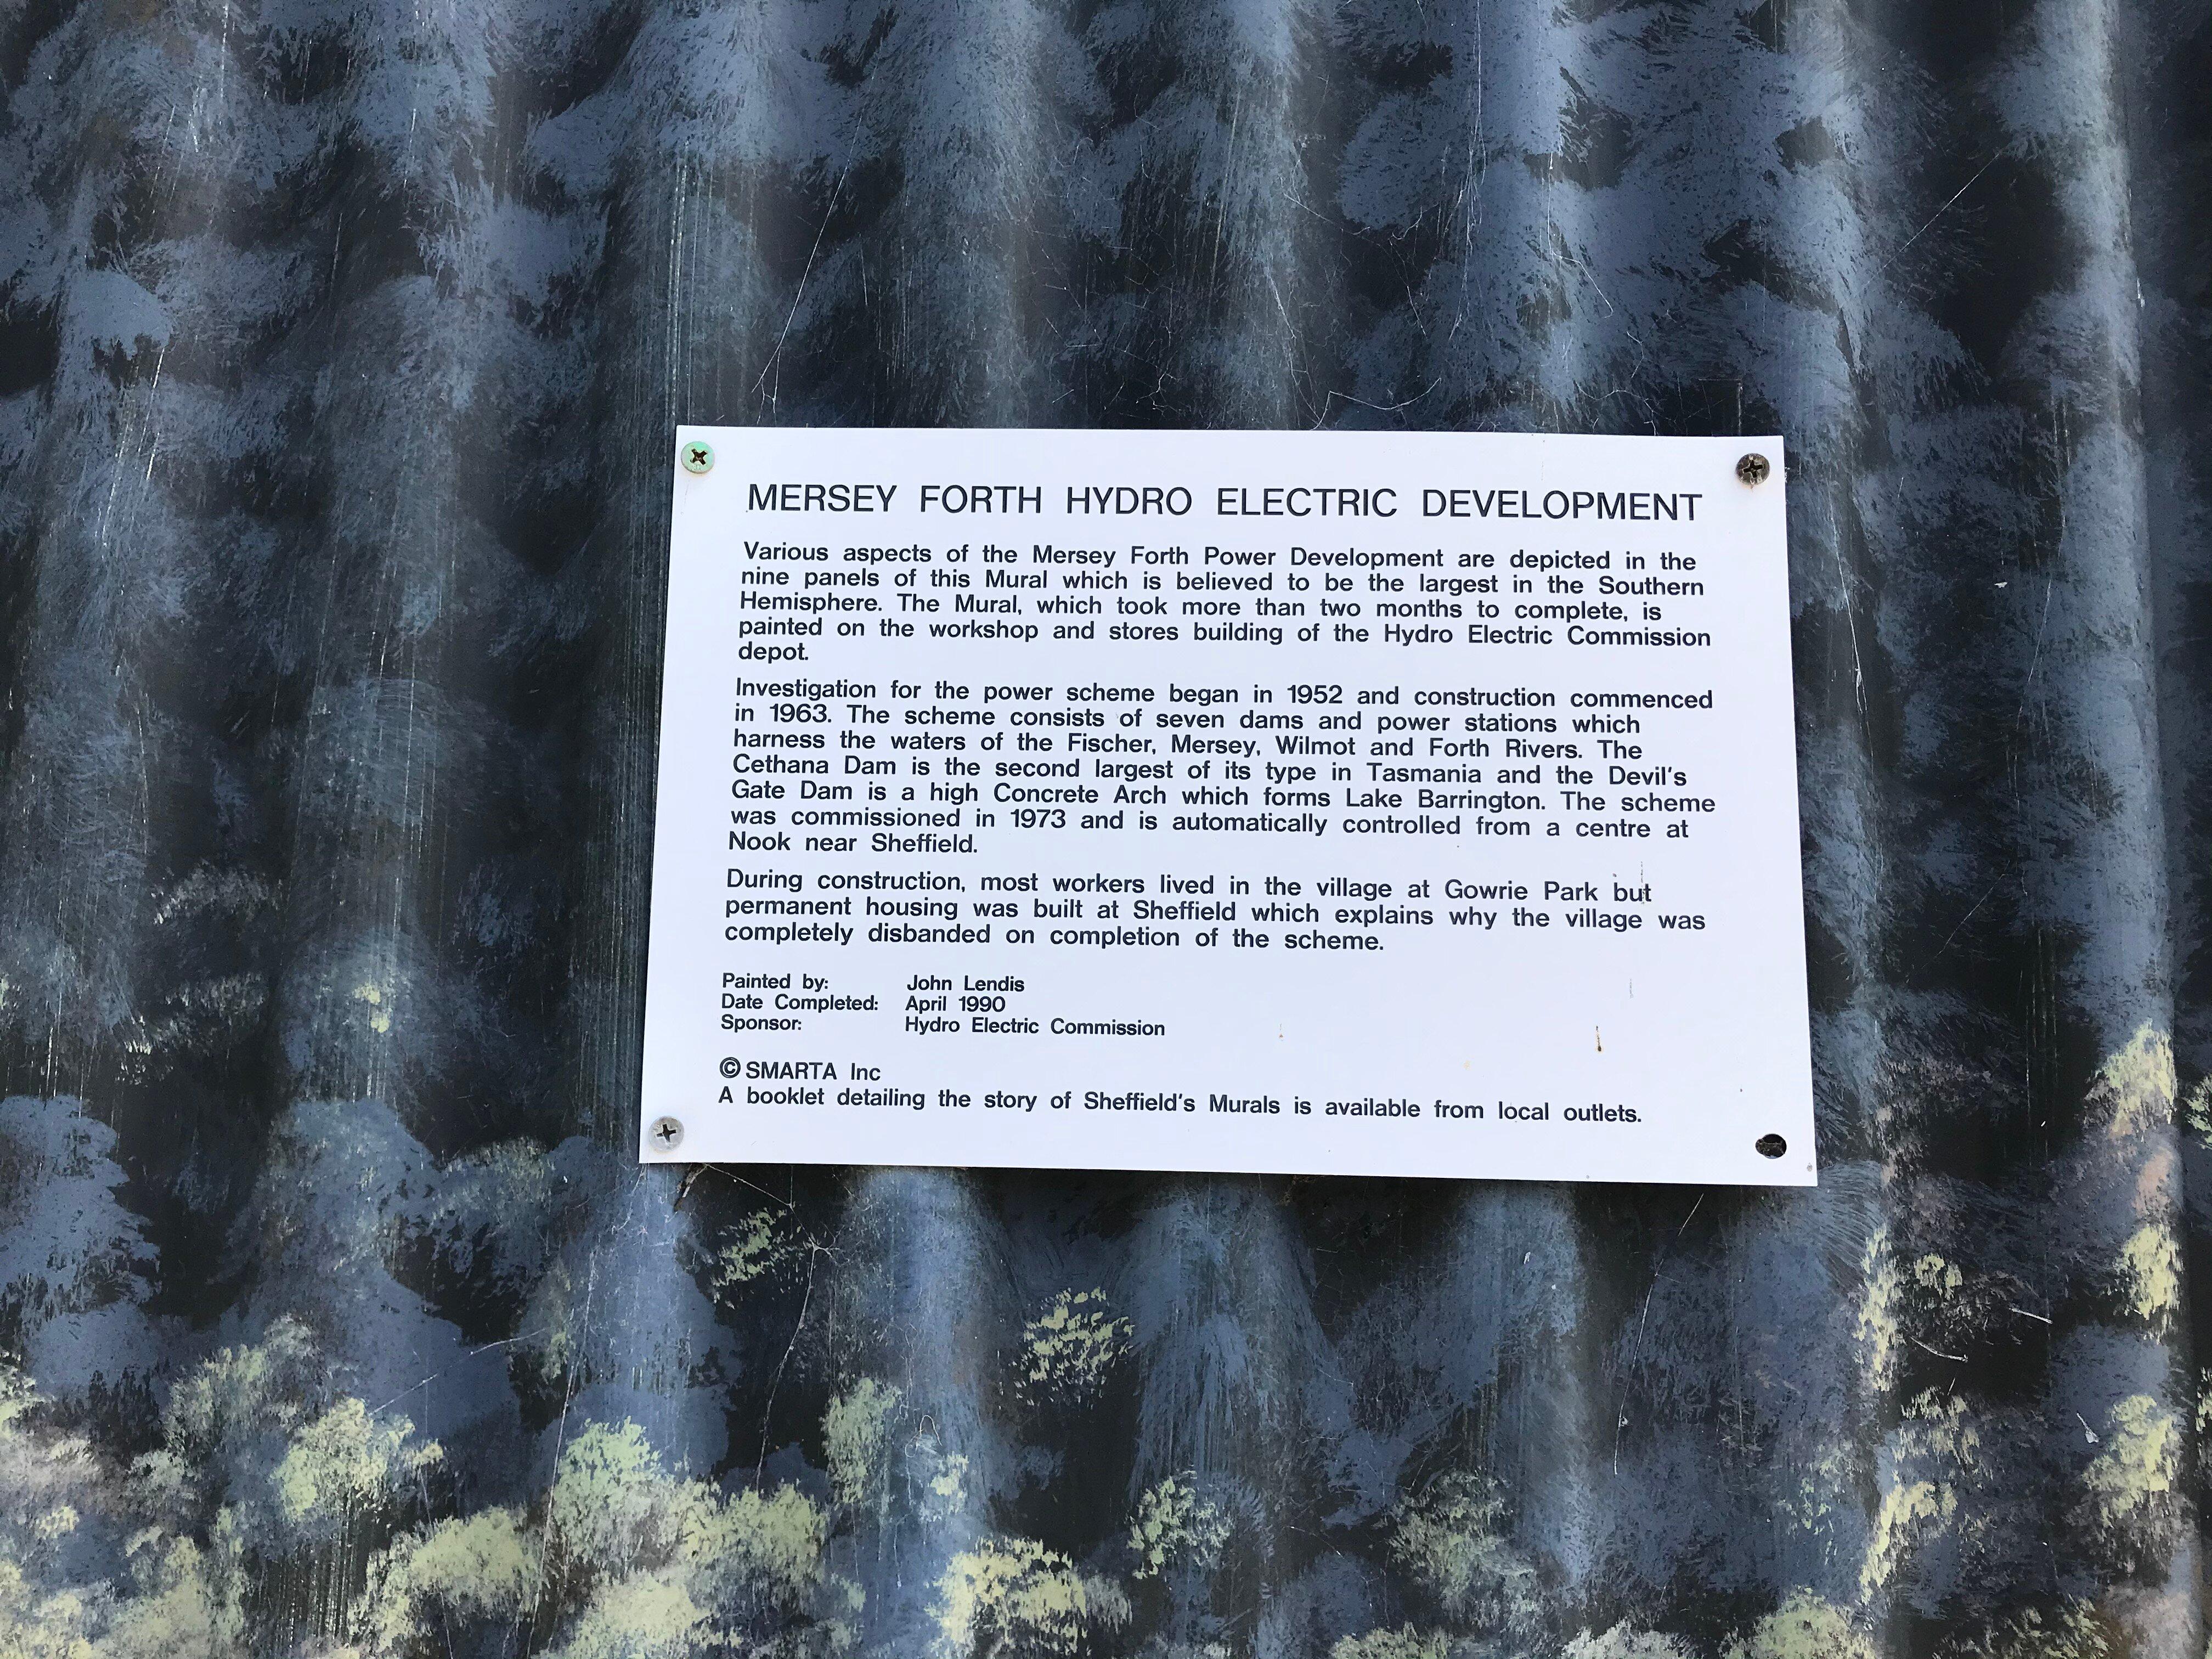 MERSEY FORTH HYDRO ELECTRIC DEVELOPMENT
Various aspects of the Mersey Forth Power Development are depicted in the
nine panels of this Mural which is believed to be the largest in the Southern
Hemisphere. The Mural, which took more than two months to complete, is
painted on the workshop and stores building of the Hydro Electric Commission
depot.
Investigation for the power scheme began in 1952 and construction commenced
in 1963. The scheme consists of seven dams and power stations which
harness the waters of the Fischer, Mersey, Wilmot and Forth Rivers. The
Cethana Dam is the second largest of its type in Tasmania and the Devil's
Gate Dam is a high Concrete Arch which forms Lake Barrington. The scheme
was commissioned in 1973 and is automatically controlled from a centre at
Nook near Sheffield.
During construction, most workers lived in the village at Gowrie Park but
permanent housing was built at Sheffield which explains why the village was
completely disbanded on completion of the scheme.
Painted by: John Lendis
Date Completed: April 1990
Sponsor: Hydro Electric Commission
© SMARTA Inc
A booklet detailing the story of Sheffield's Murals is available from local outlets.